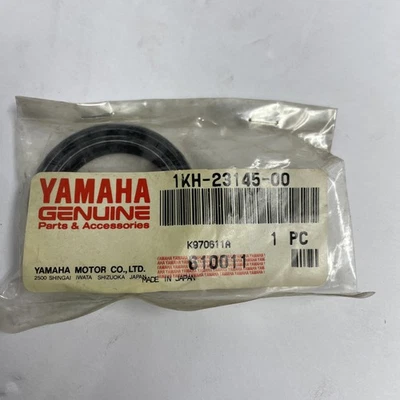 YAMAHA
GENUINE
Parts & Accessories
1KH-23145-00
K970611A
1 PC
YAMAHA MOTOR CO., LTD.
2500 SHINGAI IWATA SHIZUOKA JAPAN
610011
MADE IN JAPAN